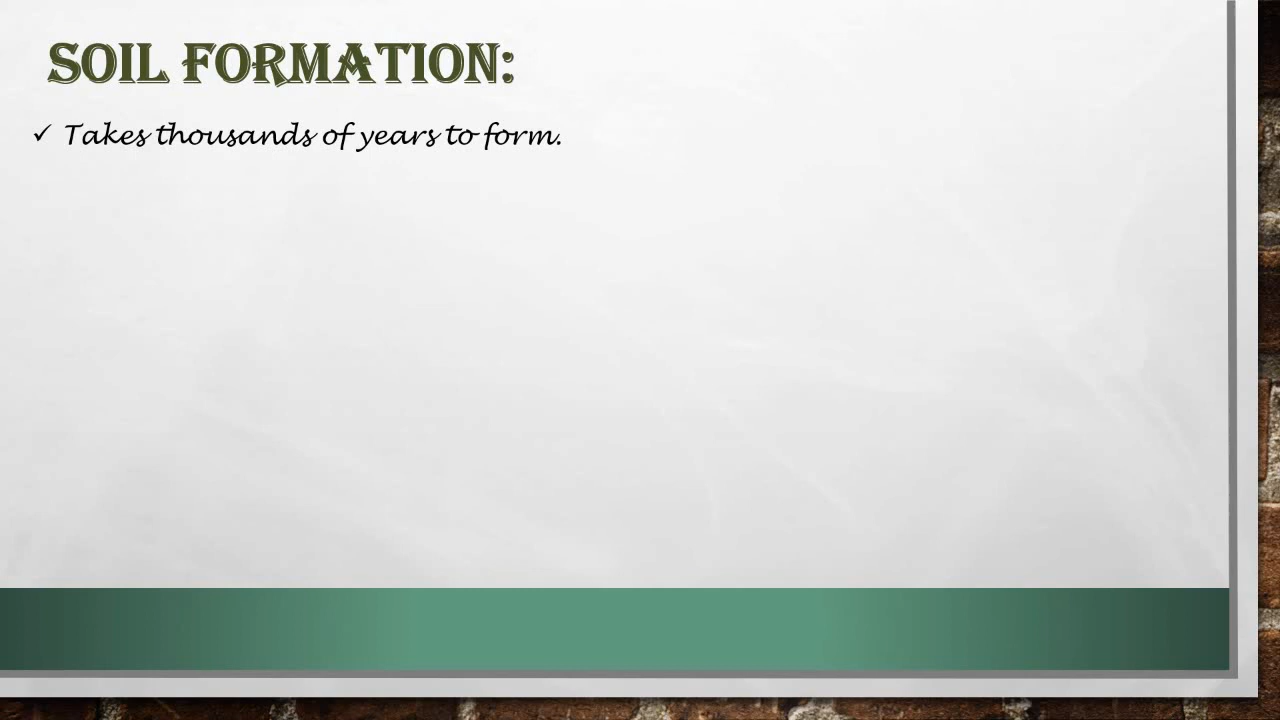 SOIL FORMATION:
✓ Takes thousands of years to form.